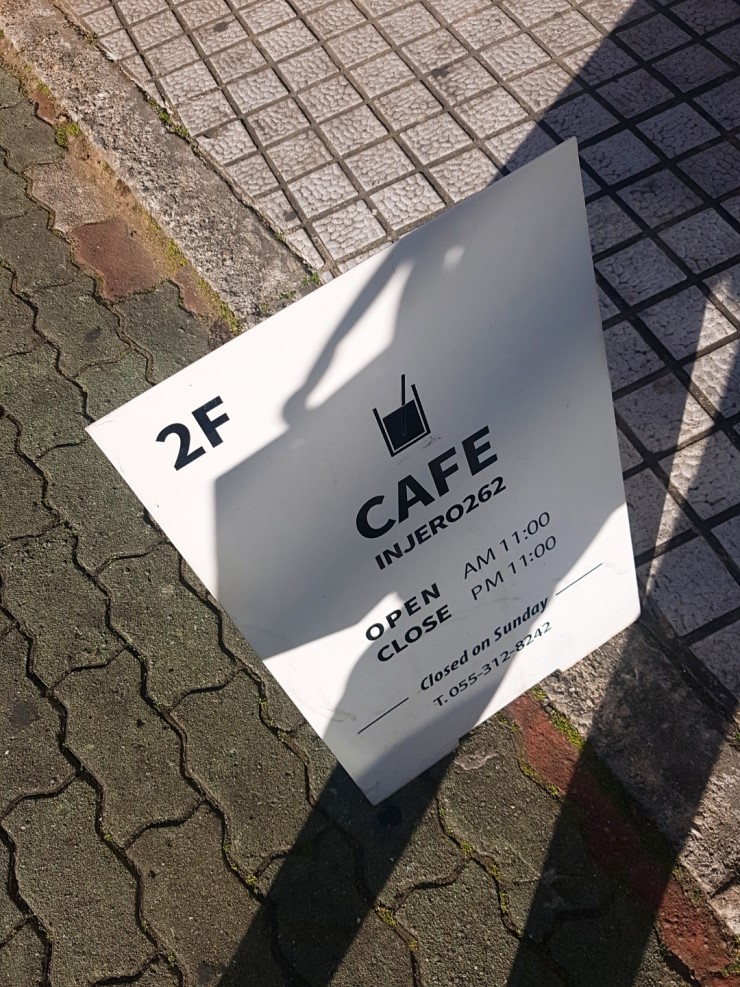 2F
CAFE
INJERO262
OPEN AM 11:00
CLOSE PM 11:00
Closed on Sunday
T. 055-312-8242